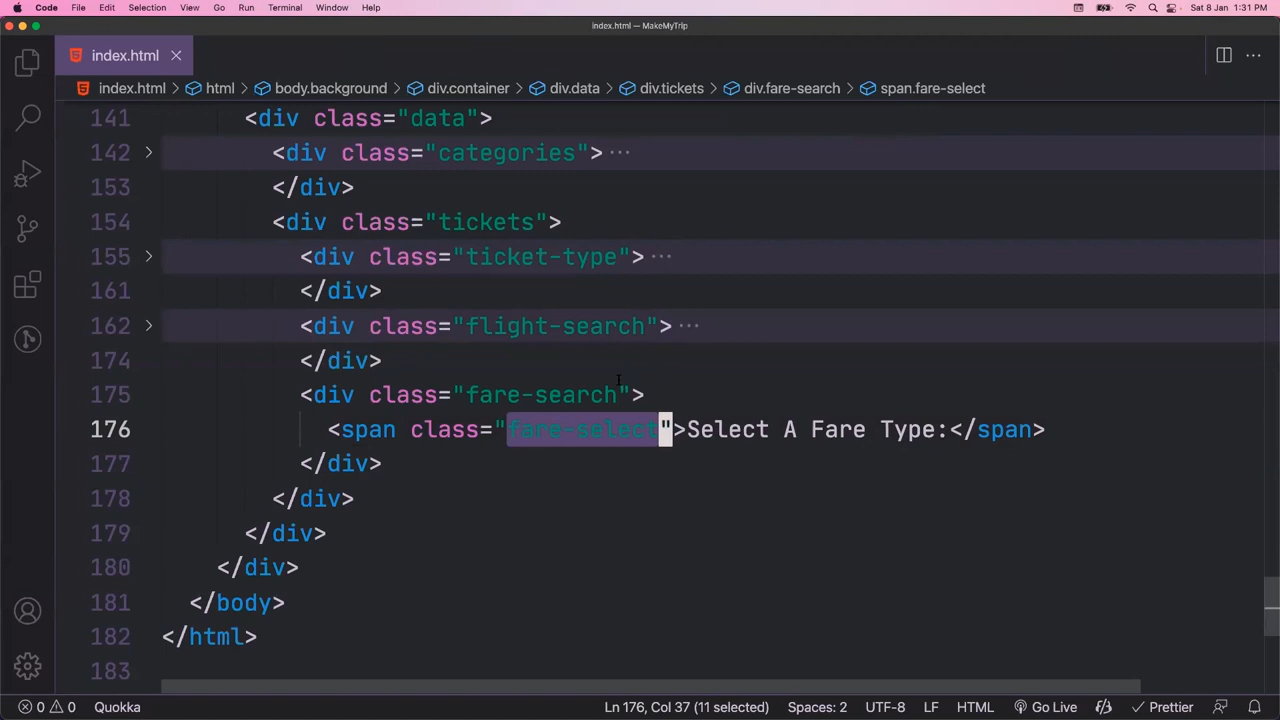 Code File Edit Selection View Go Run Terminal Window Help Sat 8 Jan 1:31 PM
index.html — MakeMyTrip
index.html
index.html > html > body.background > div.container > div.data > div.tickets > div.fare-search > span.fare-select
141 <div class="data">
142 <div class="categories"> ...
153 </div>
154 <div class="tickets">
155 <div class="ticket-type"> ...
161 </div>
162 <div class="flight-search"> ...
174 </div>
175 <div class="fare-search">
176 <span class="fare-select">Select A Fare Type:</span>
177 </div>
178 </div>
179 </div>
180 </div>
181 </body>
182 </html>
183
0 0 Quokka Ln 176, Col 37 (11 selected) Spaces: 2 UTF-8 LF HTML Go Live Prettier